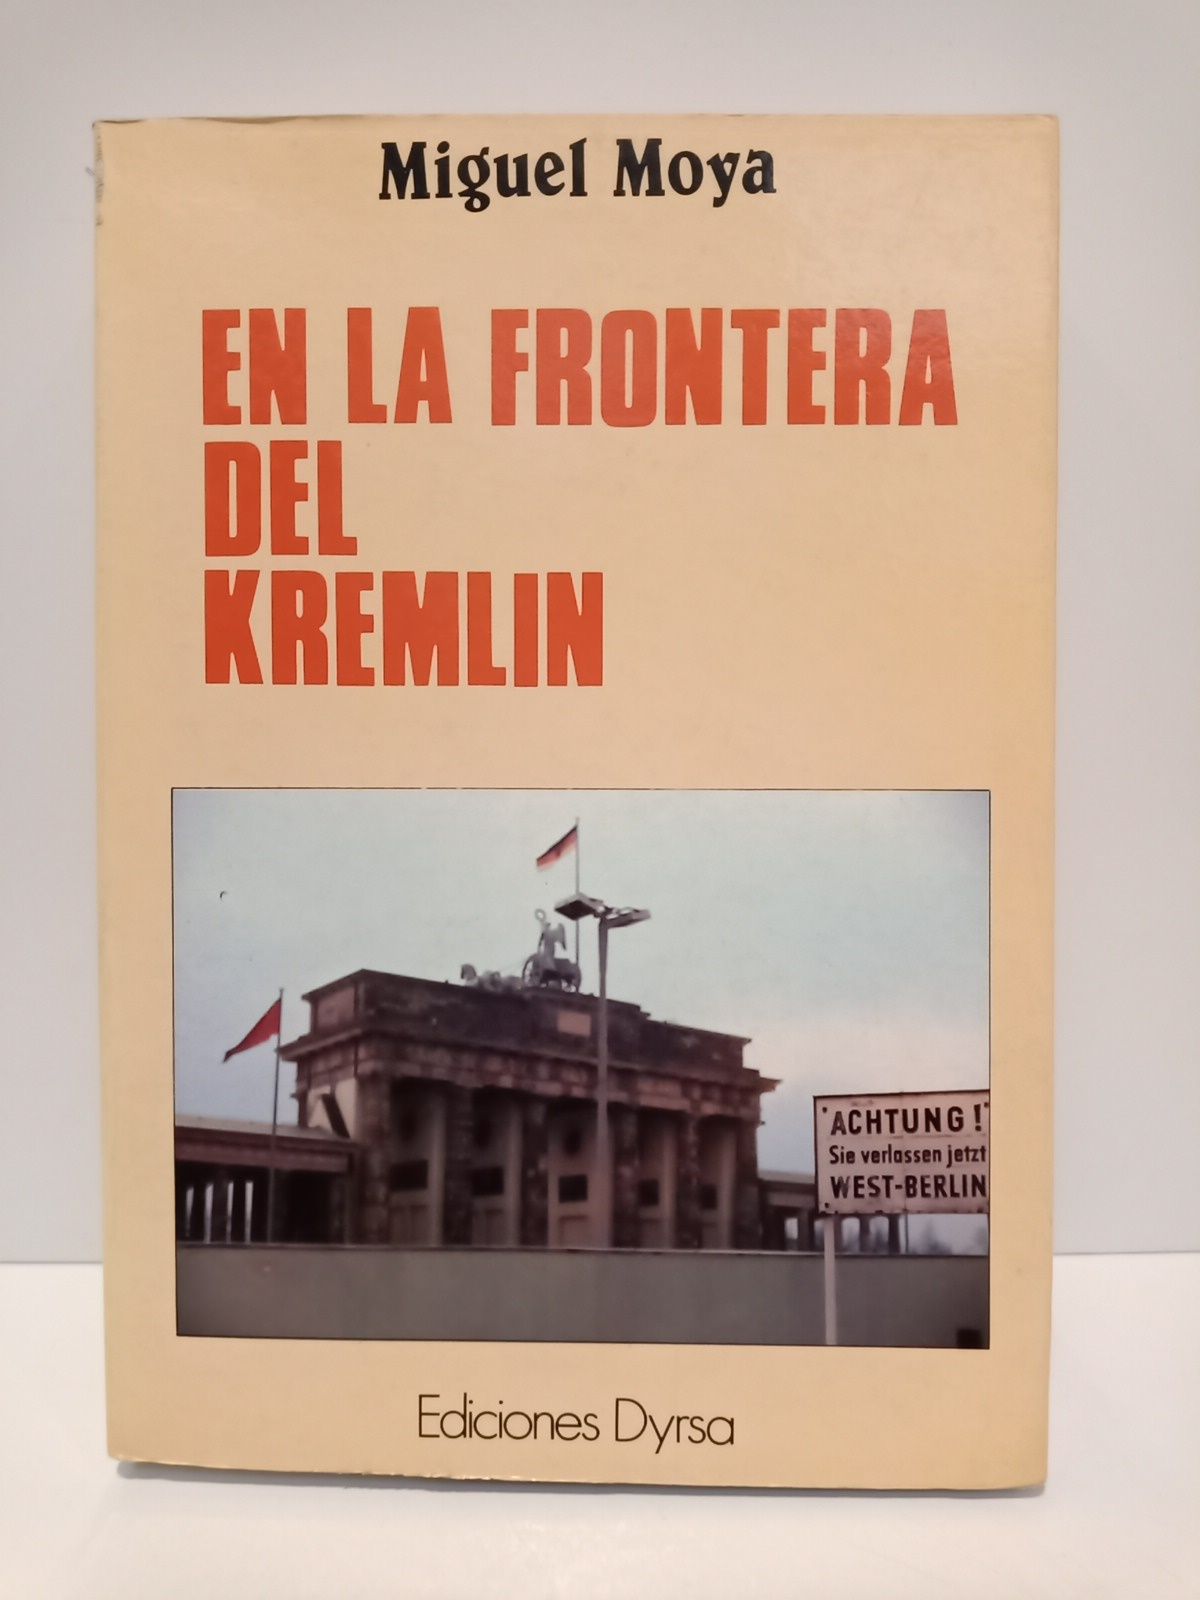 Miguel Moya
EN LA FRONTERA
DEL
KREMLIN
"ACHTUNG!"
Sie verlassen jetzt
WEST-BERLIN
Ediciones Dyrsa